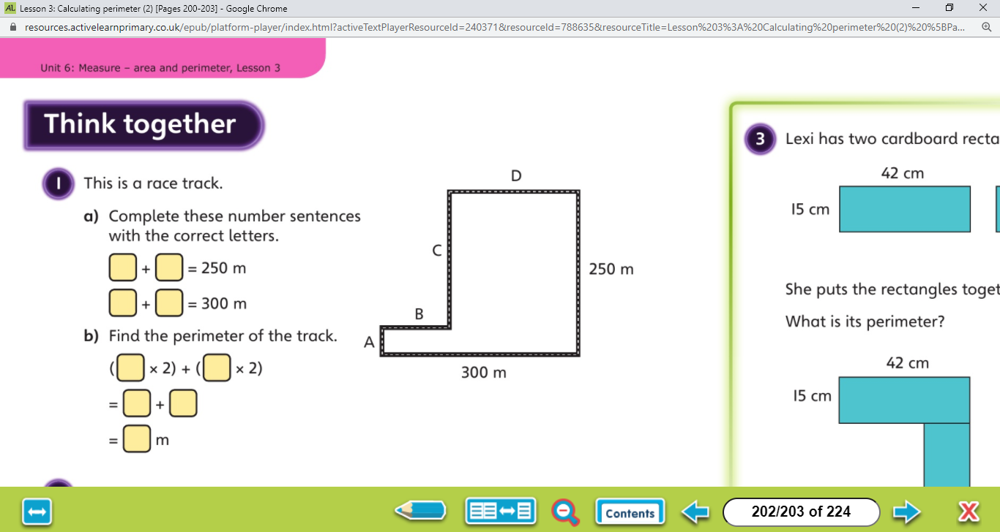 Lesson 3: Calculating perimeter (2) [Pages 200-203] - Google Chrome
resources.activelearnprimary.co.uk/epub/platform-player/index.html?activeTextPlayerResourceId=240371&resourceId=788635&resourceTitle=Lesson%203%3A%20Calculating%20perimeter%20(2)%20%5BPa...
Unit 6: Measure – area and perimeter, Lesson 3
Think together
1 This is a race track.
a) Complete these number sentences
with the correct letters.
+ = 250 m
+ = 300 m
b) Find the perimeter of the track.
( × 2) + ( × 2)
= +
= m
D
C
250 m
B
A
300 m
3 Lexi has two cardboard recta
42 cm
15 cm
She puts the rectangles toget
What is its perimeter?
42 cm
15 cm
Contents
202/203 of 224